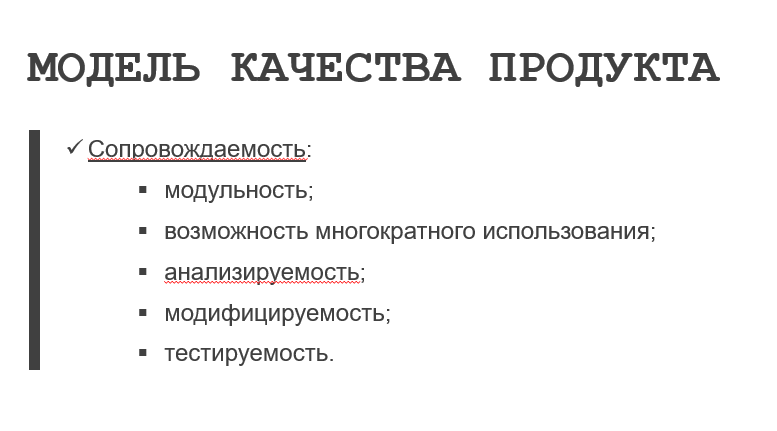 МОДЕЛЬ КАЧЕСТВА ПРОДУКТА
✓ Сопровождаемость:
▪ модульность;
▪ возможность многократного использования;
▪ анализируемость;
▪ модифицируемость;
▪ тестируемость.